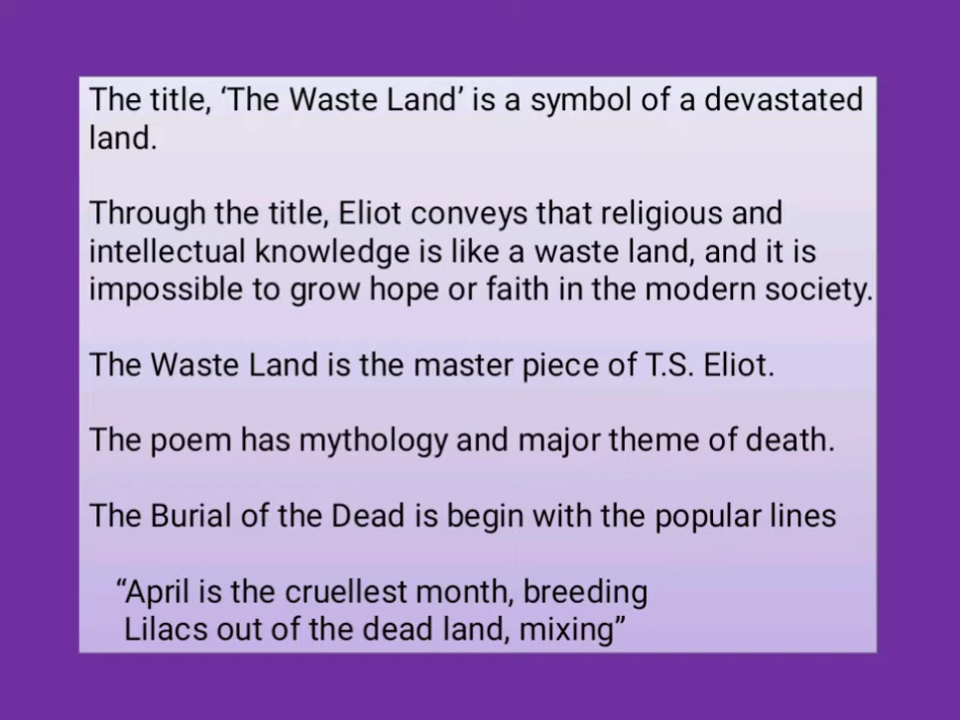 The title, ‘The Waste Land’ is a symbol of a devastated
land.
Through the title, Eliot conveys that religious and
intellectual knowledge is like a waste land, and it is
impossible to grow hope or faith in the modern society.
The Waste Land is the master piece of T.S. Eliot.
The poem has mythology and major theme of death.
The Burial of the Dead is begin with the popular lines
“April is the cruellest month, breeding
Lilacs out of the dead land, mixing”